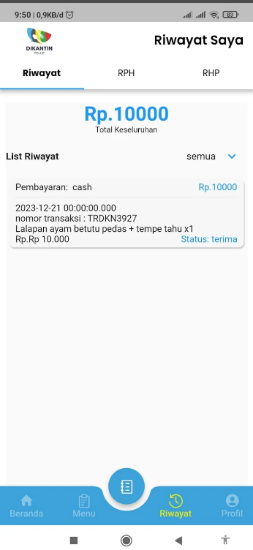 9:50 | 0,9KB/d
DIKANTIN
Riwayat Saya
Riwayat
RPH
RHP
Rp.10000
Total Keseluruhan
List Riwayat
semua
Pembayaran: cash
Rp.10000
2023-12-21 00:00:00.000
nomor transaksi : TRDKN3927
Lalapan ayam betutu pedas + tempe tahu x1
Rp.Rp 10.000
Status: terima
Beranda
Menu
Riwayat
Profil